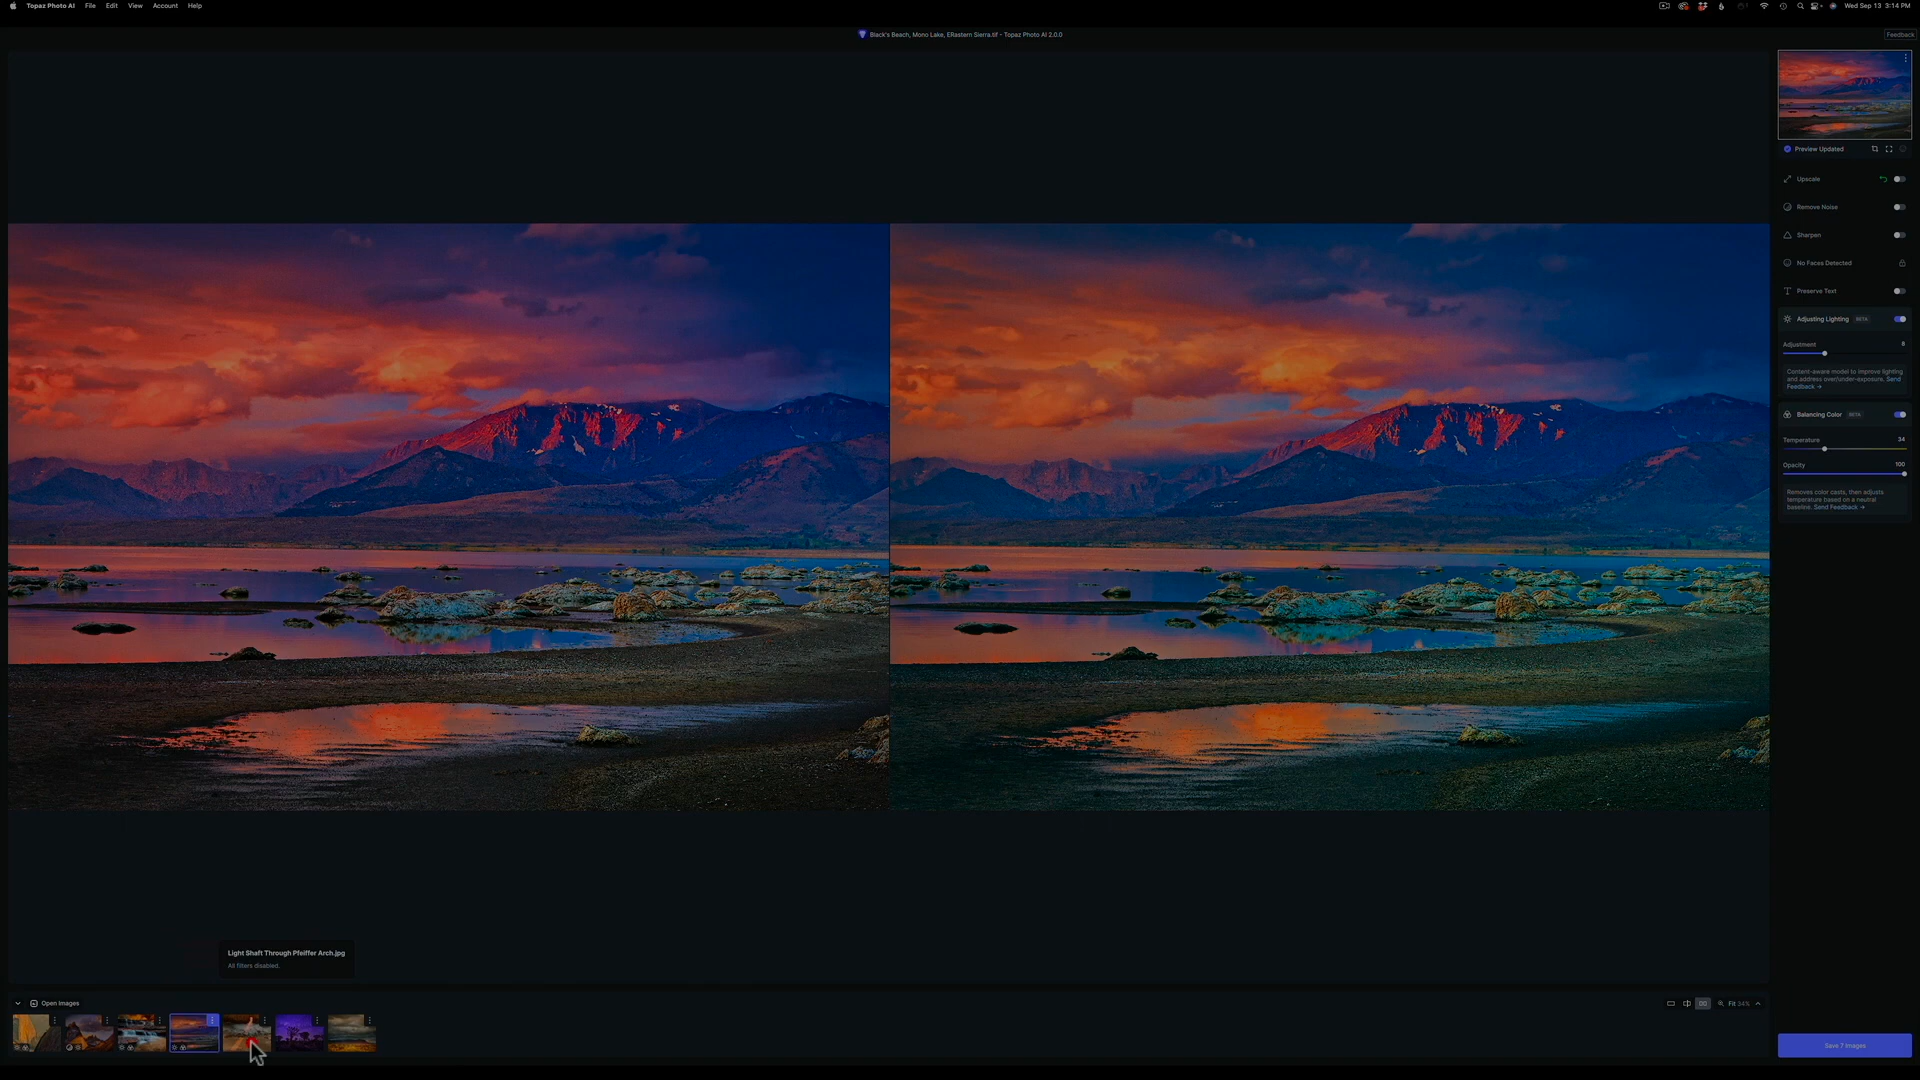 Topaz Photo AI File Edit View Account Help
Wed Sep 13 3:14 PM
Black's Beach, Mono Lake, ERastern Sierra.tif - Topaz Photo AI 2.0.0
Feedback
Preview Updated
Upscale
Remove Noise
Sharpen
No Faces Detected
Preserve Text
Adjusting Lighting BETA
Adjustment 8
Content-aware model to improve lighting
and address over/under-exposure. Send
Feedback →
Balancing Color BETA
Temperature 34
Opacity 100
Removes color casts, then adjusts
temperature based on a neutral
baseline. Send Feedback →
Light Shaft Through Pfeiffer Arch.jpg
All filters disabled.
Open Images
Fit 34%
Save 7 Images